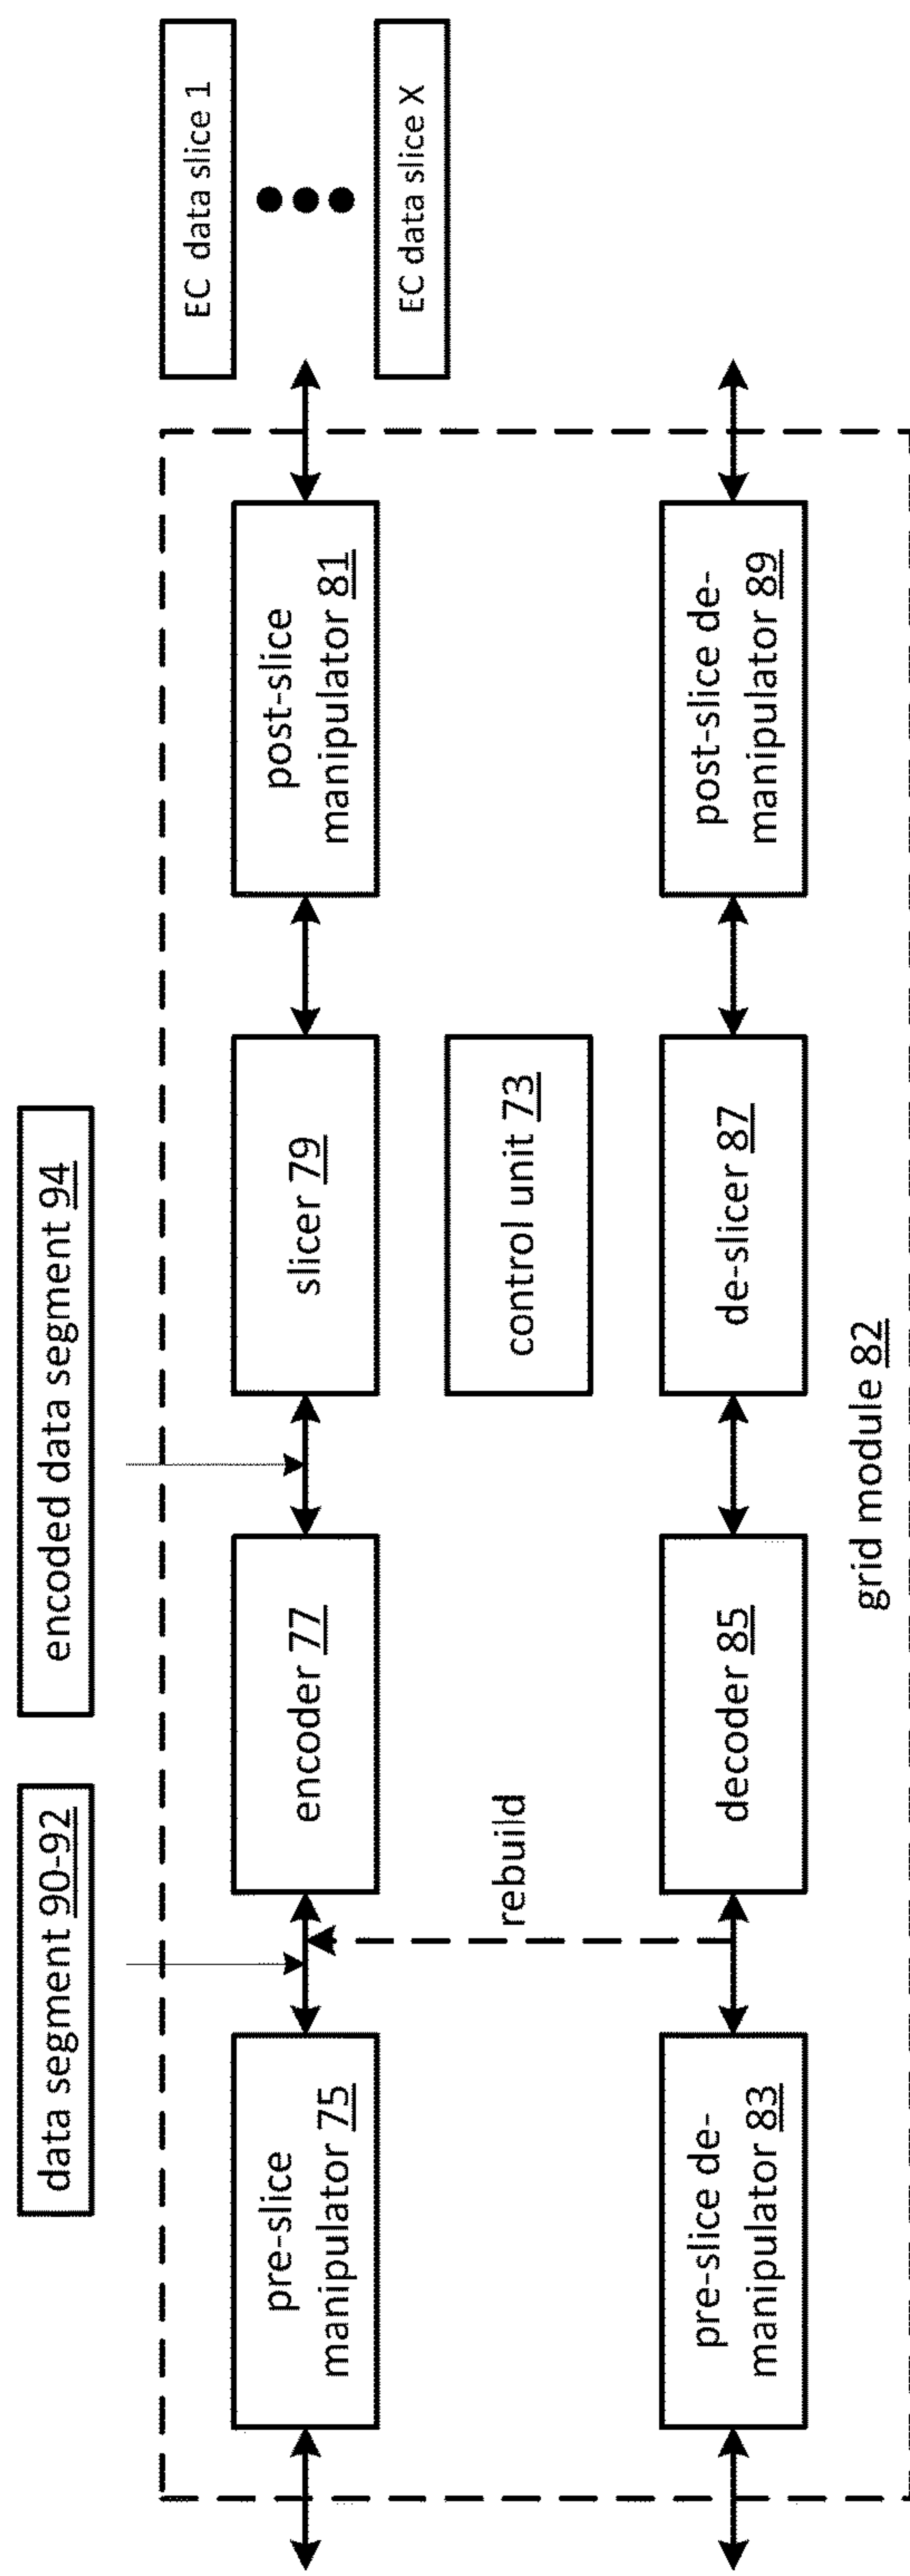 data segment 90-92
encoded data segment 94
EC data slice 1
EC data slice X
pre-slice
manipulator 75
encoder 77
slicer 79
post-slice
manipulator 81
rebuild
control unit 73
pre-slice de-
manipulator 83
decoder 85
de-slicer 87
post-slice de-
manipulator 89
grid module 82